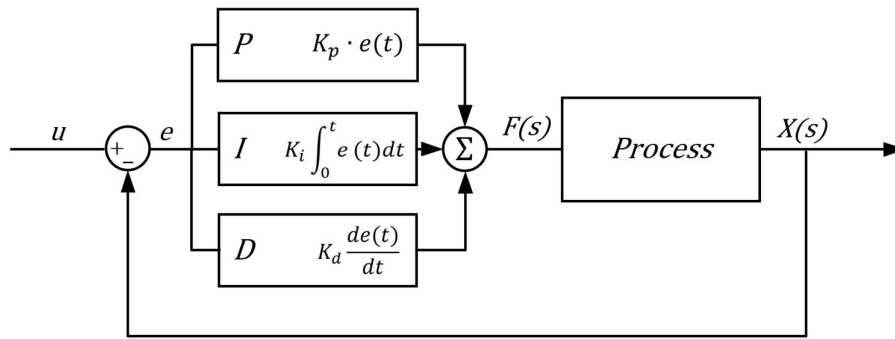 P K_p · e(t)
u + − e I K_i ∫_0^t e (t)dt Σ F(s) Process X(s)
D K_d de(t)/dt